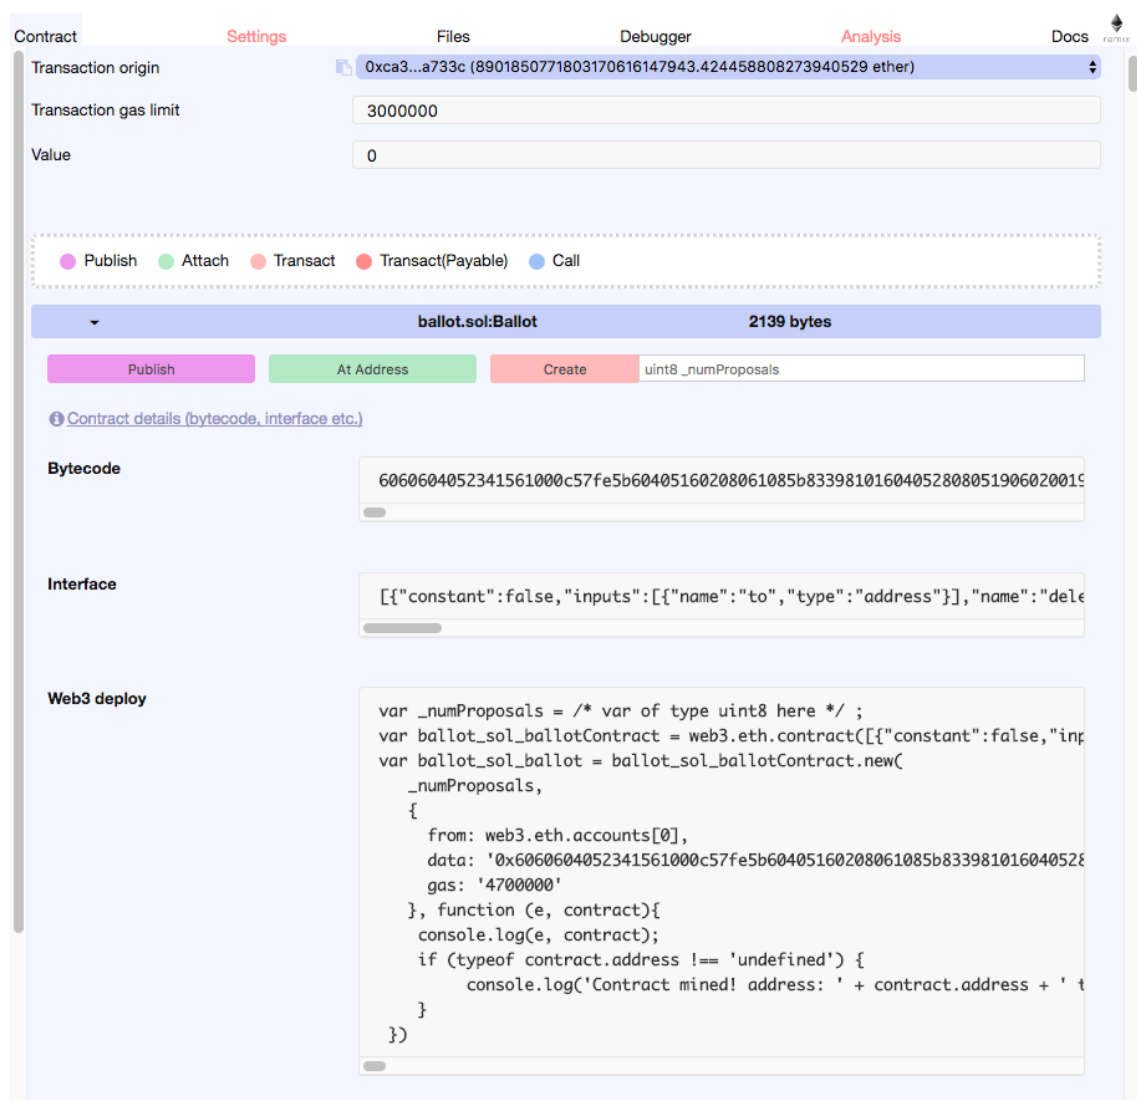 Contract Settings Files Debugger Analysis Docs remix
Transaction origin 0xca3...a733c (8901850771803170616147943.424458808273940529 ether)
Transaction gas limit 3000000
Value 0
Publish Attach Transact Transact(Payable) Call
ballot.sol:Ballot 2139 bytes
Publish At Address Create uint8 _numProposals
Contract details (bytecode, interface etc.)
Bytecode 6060604052341561000c57fe5b60405160208061085b83398101604052808051906020019
Interface [{"constant":false,"inputs":[{"name":"to","type":"address"}],"name":"dele
Web3 deploy
var _numProposals = /* var of type uint8 here */ ;
var ballot_sol_ballotContract = web3.eth.contract([{"constant":false,"inp
var ballot_sol_ballot = ballot_sol_ballotContract.new(
_numProposals,
{
from: web3.eth.accounts[0],
data: '0x6060604052341561000c57fe5b60405160208061085b833981016040528
gas: '4700000'
}, function (e, contract){
console.log(e, contract);
if (typeof contract.address !== 'undefined') {
console.log('Contract mined! address: ' + contract.address + ' t
}
})